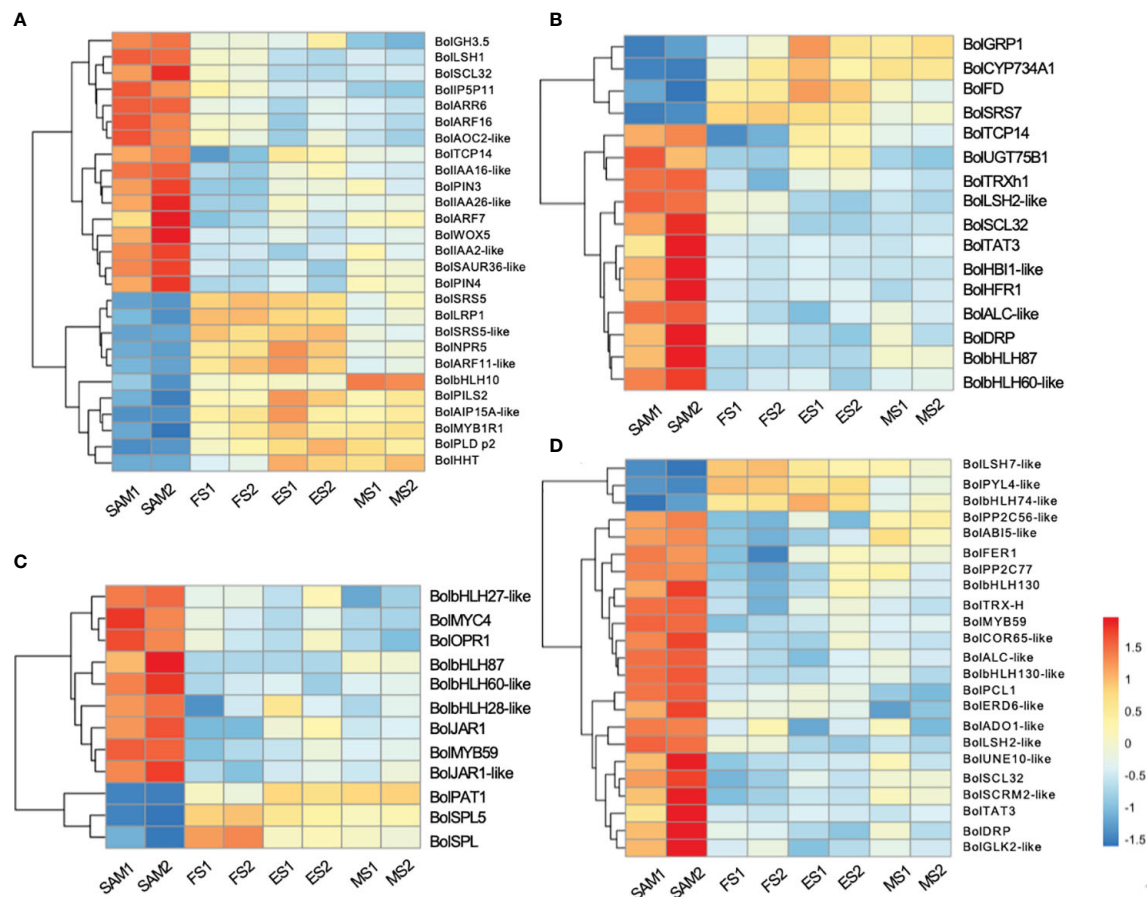 A
BolGH3.5
BolLSH1
BolSCL32
BolIP5P11
BolARR6
BolARF16
BolAOC2-like
BolTCP14
BolIAA16-like
BolPIN3
BolIAA26-like
BolARF7
BolWOX5
BolIAA2-like
BolSAUR36-like
BolPIN4
BolSRS5
BolLRP1
BolSRS5-like
BolNPR5
BolARF11-like
BolbHLH10
BolPILS2
BolAIP15A-like
BolMYB1R1
BolPLD p2
BolHHT
SAM1 SAM2 FS1 FS2 ES1 ES2 MS1 MS2
B
BolGRP1
BolCYP734A1
BolFD
BolSRS7
BolTCP14
BolUGT75B1
BolTRXh1
BolLSH2-like
BolSCL32
BolTAT3
BolHBI1-like
BolHFR1
BolALC-like
BolDRP
BolbHLH87
BolbHLH60-like
SAM1 SAM2 FS1 FS2 ES1 ES2 MS1 MS2
C
BolbHLH27-like
BolMYC4
BolOPR1
BolbHLH87
BolbHLH60-like
BolbHLH28-like
BolJAR1
BolMYB59
BolJAR1-like
BolPAT1
BolSPL5
BolSPL
SAM1 SAM2 FS1 FS2 ES1 ES2 MS1 MS2
D
BolLSH7-like
BolPYL4-like
BolbHLH74-like
BolPP2C56-like
BolABI5-like
BolFER1
BolPP2C77
BolbHLH130
BolTRX-H
BolMYB59
BolCOR65-like
BolALC-like
BolbHLH130-like
BolPCL1
BolERD6-like
BolADO1-like
BolLSH2-like
BolUNE10-like
BolSCL32
BolSCRM2-like
BolTAT3
BolDRP
BolGLK2-like
SAM1 SAM2 FS1 FS2 ES1 ES2 MS1 MS2
1.5
1
0.5
0
-0.5
-1
-1.5